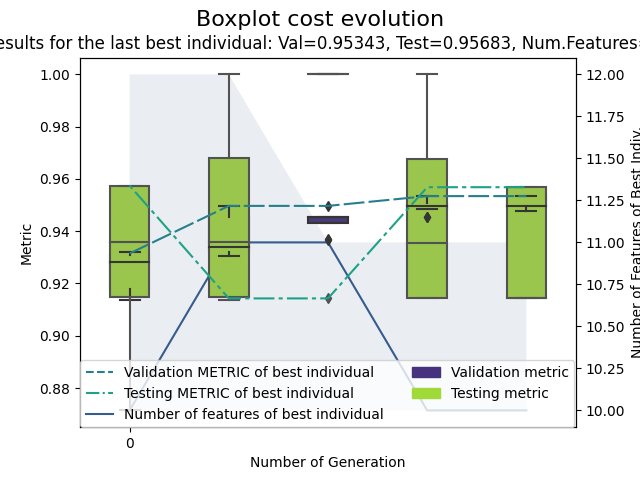 Boxplot cost evolution
results for the last best individual: Val=0.95343, Test=0.95683, Num.Features=
1.00
0.98
0.96
0.94
0.92
0.90
0.88
Metric
12.00
11.75
11.50
11.25
11.00
10.75
10.50
10.25
10.00
Number of Features of Best Indiv.
Validation METRIC of best individual
Testing METRIC of best individual
Number of features of best individual
Validation metric
Testing metric
0
Number of Generation